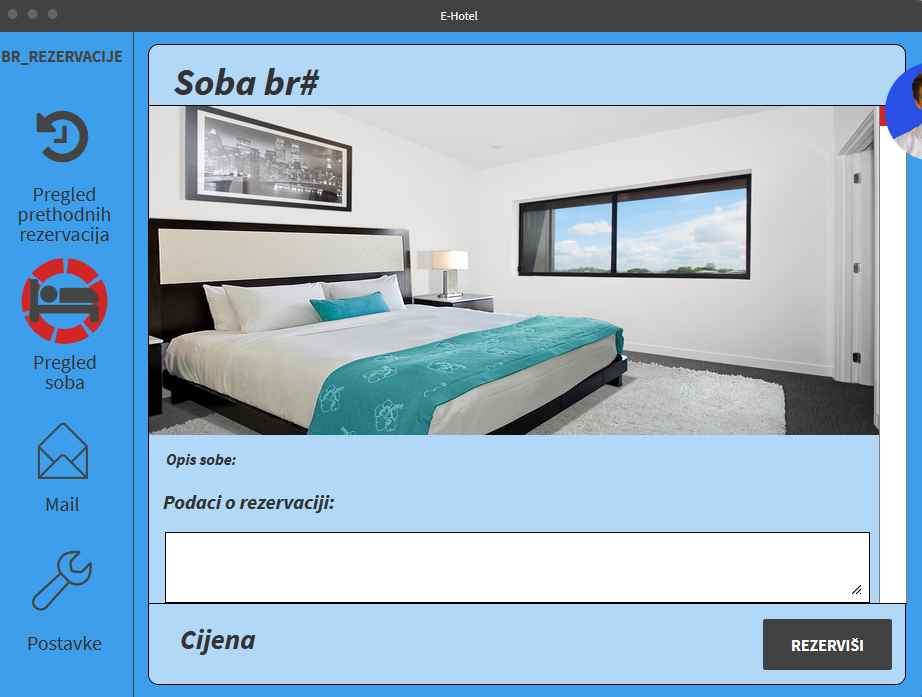 E-Hotel
BR_REZERVACIJE
Pregled
prethodnih
rezervacija
Pregled
soba
Mail
Postavke
Soba br#
Opis sobe:
Podaci o rezervaciji:
Cijena
REZERVIŠI